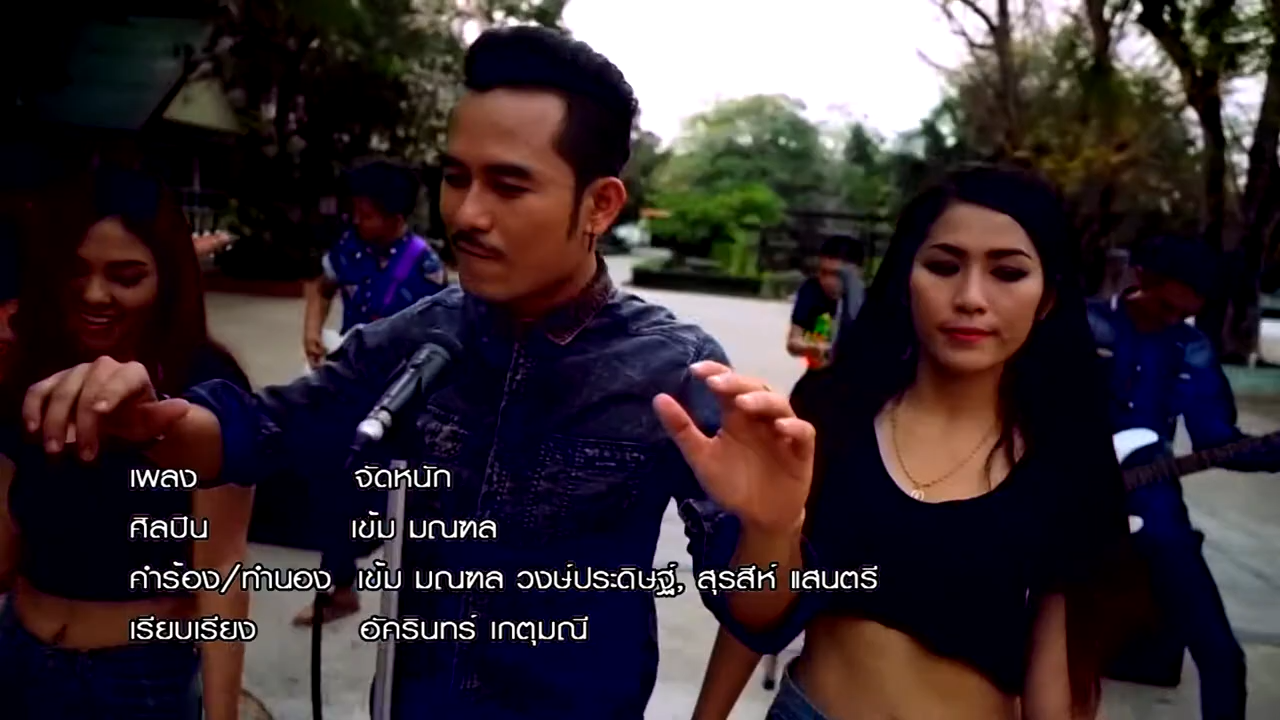 เพลง จัดหนัก
ศิลปิน เข้ม มณฑล
คำร้อง/ทำนอง เข้ม มณฑล วงษ์ประดิษฐ์, สุรสีห์ แสนตรี
เรียบเรียง อัครินทร์ เกตุมณี